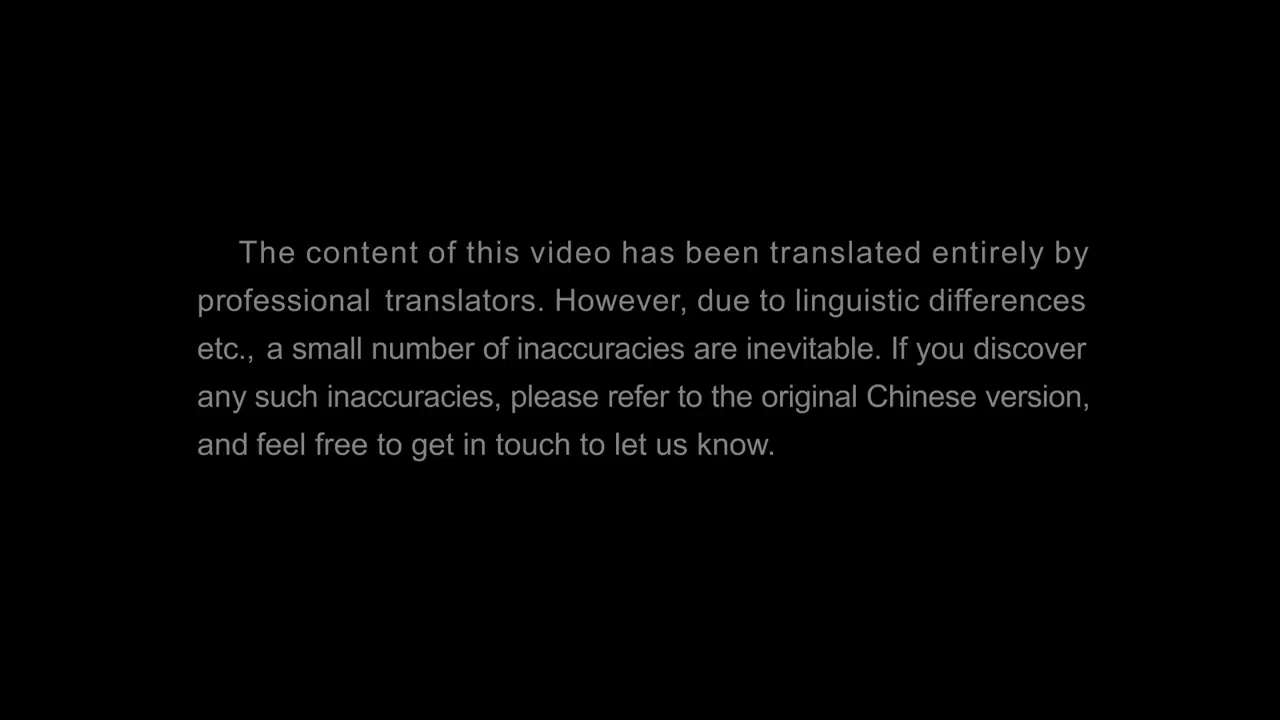 The content of this video has been translated entirely by
professional translators. However, due to linguistic differences
etc., a small number of inaccuracies are inevitable. If you discover
any such inaccuracies, please refer to the original Chinese version,
and feel free to get in touch to let us know.